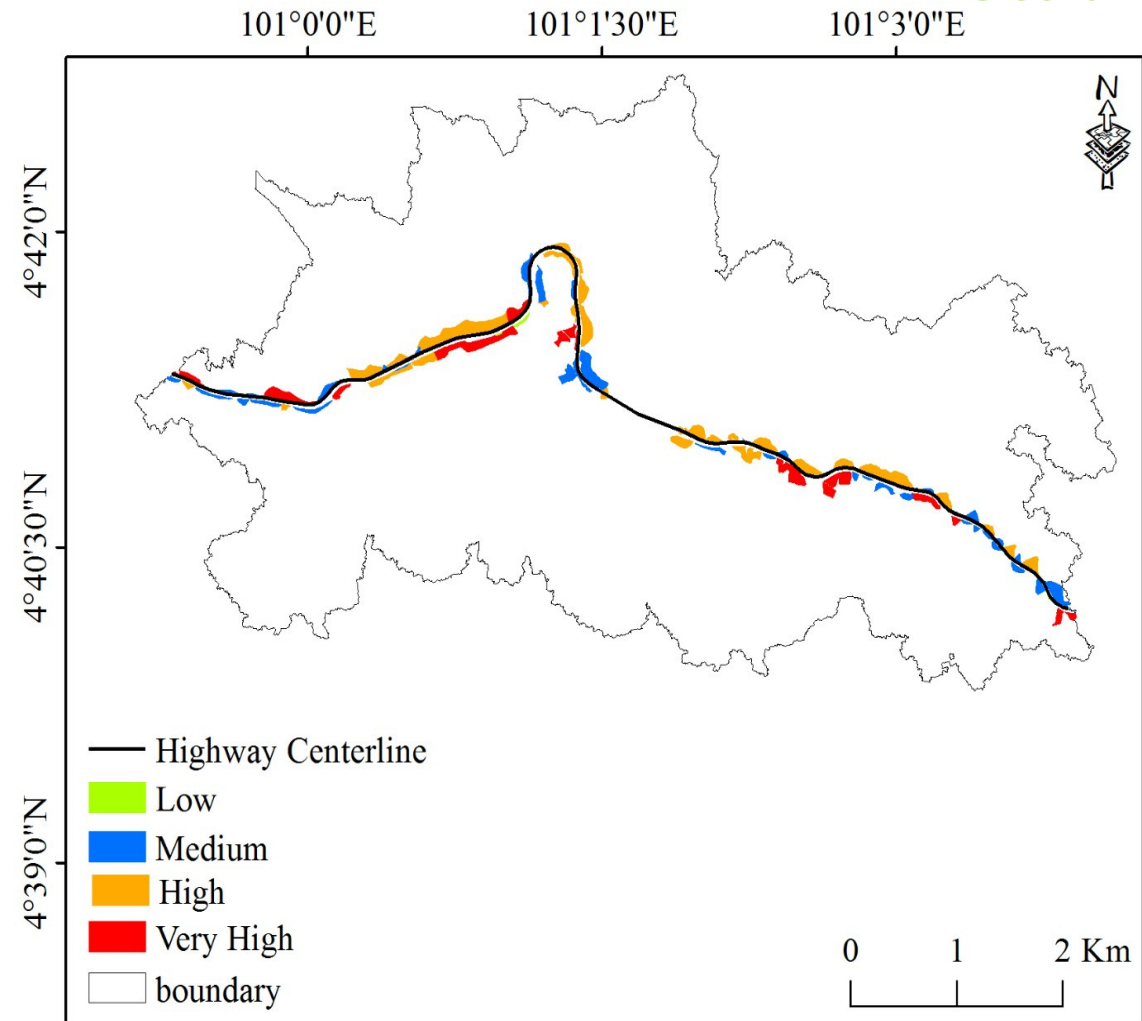 101°0'0"E
101°1'30"E
101°3'0"E
N
4°42'0"N
4°40'30"N
4°39'0"N
Highway Centerline
Low
Medium
High
Very High
boundary
0 1 2 Km